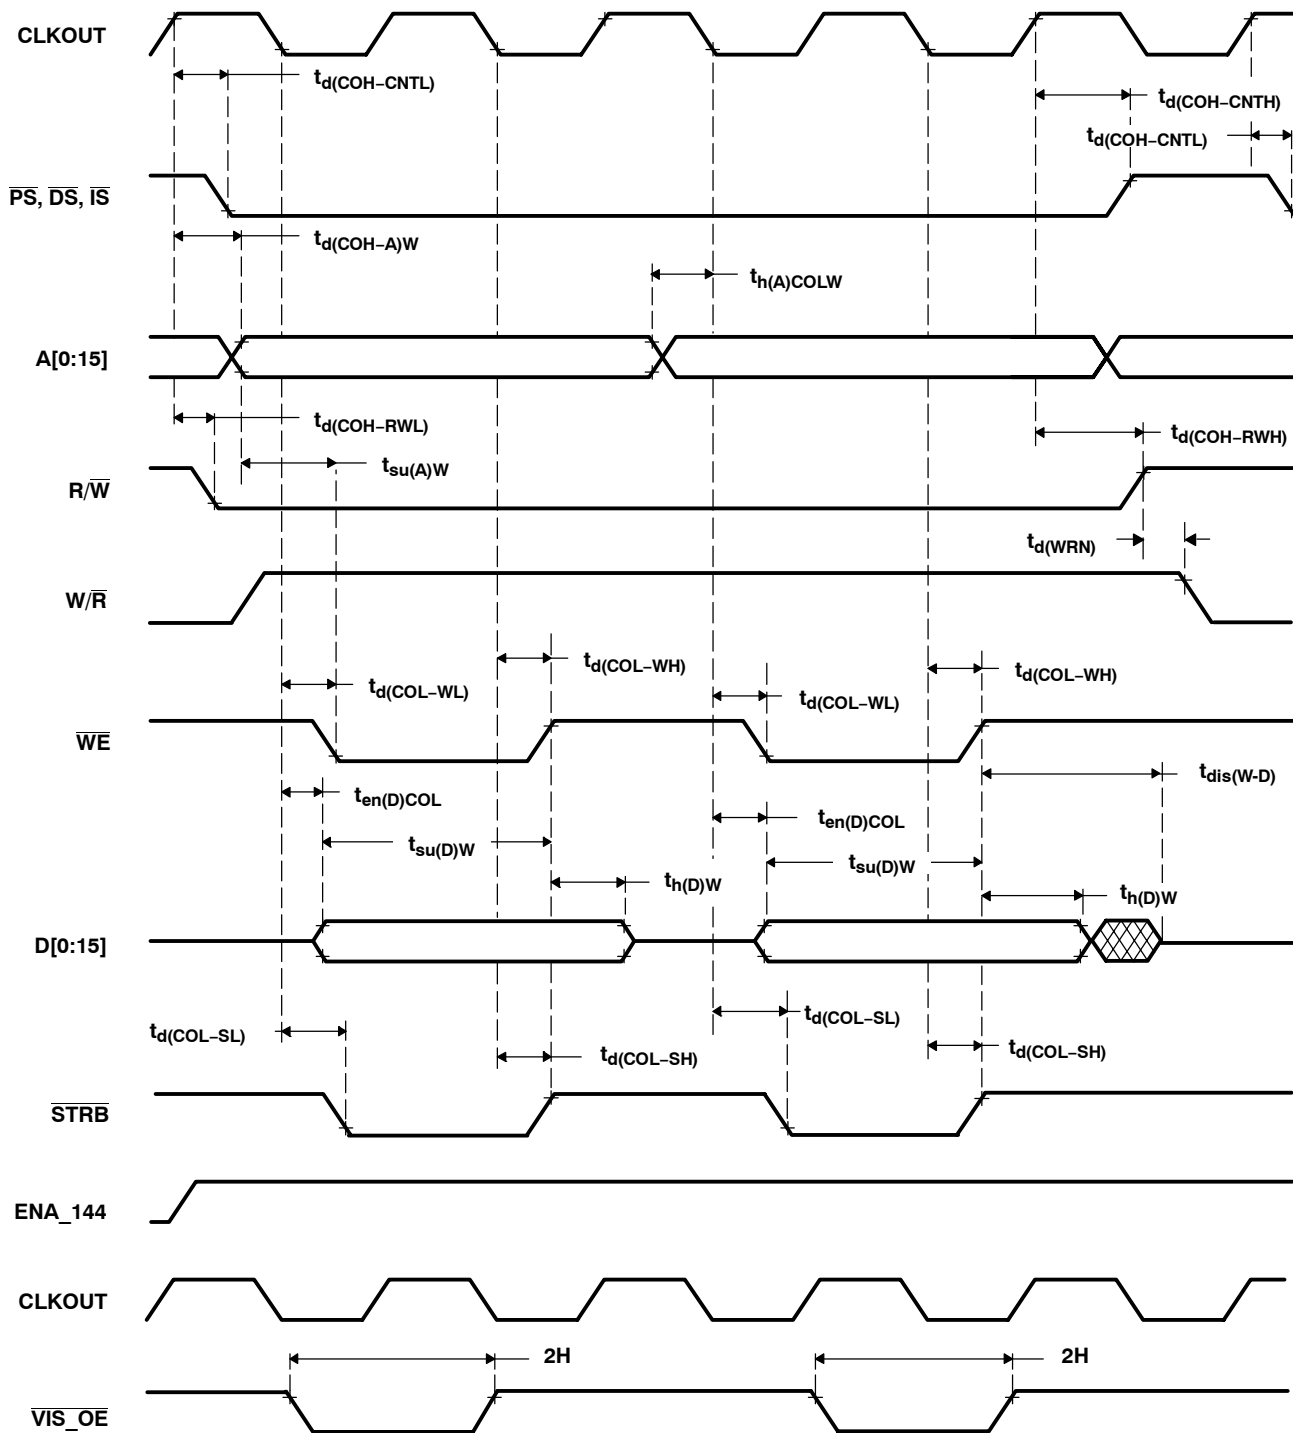 CLKOUT
td(COH–CNTL)
td(COH–CNTH)
td(COH–CNTL)
PS, DS, IS
td(COH–A)W
th(A)COLW
A[0:15]
td(COH–RWL)
td(COH–RWH)
tsu(A)W
R/W
td(WRN)
W/R
td(COL–WH)
td(COL–WH)
td(COL–WL)
td(COL–WL)
WE
tdis(W-D)
ten(D)COL
ten(D)COL
tsu(D)W
tsu(D)W
th(D)W
th(D)W
D[0:15]
td(COL–SL)
td(COL–SL)
td(COL–SH)
td(COL–SH)
STRB
ENA_144
CLKOUT
2H
2H
VIS_OE